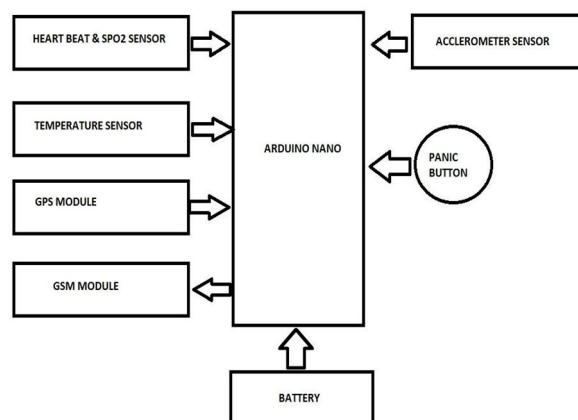 HEART BEAT & SPO2 SENSOR
ACCLEROMETER SENSOR
TEMPERATURE SENSOR
ARDUINO NANO
PANIC
BUTTON
GPS MODULE
GSM MODULE
BATTERY